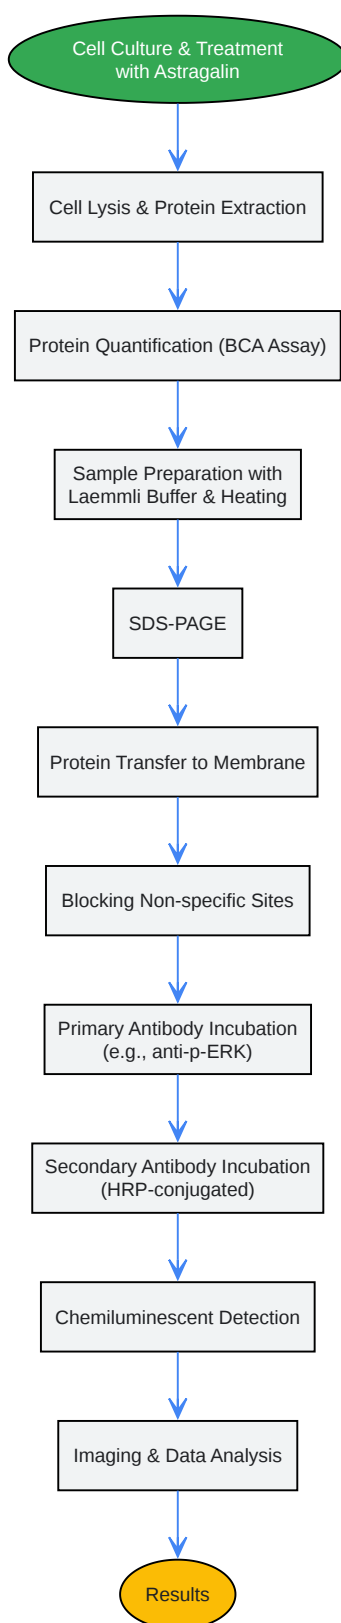 Cell Culture & Treatment
with Astragalin
Cell Lysis & Protein Extraction
Protein Quantification (BCA Assay)
Sample Preparation with
Laemmli Buffer & Heating
SDS-PAGE
Protein Transfer to Membrane
Blocking Non-specific Sites
Primary Antibody Incubation
(e.g., anti-p-ERK)
Secondary Antibody Incubation
(HRP-conjugated)
Chemiluminescent Detection
Imaging & Data Analysis
Results